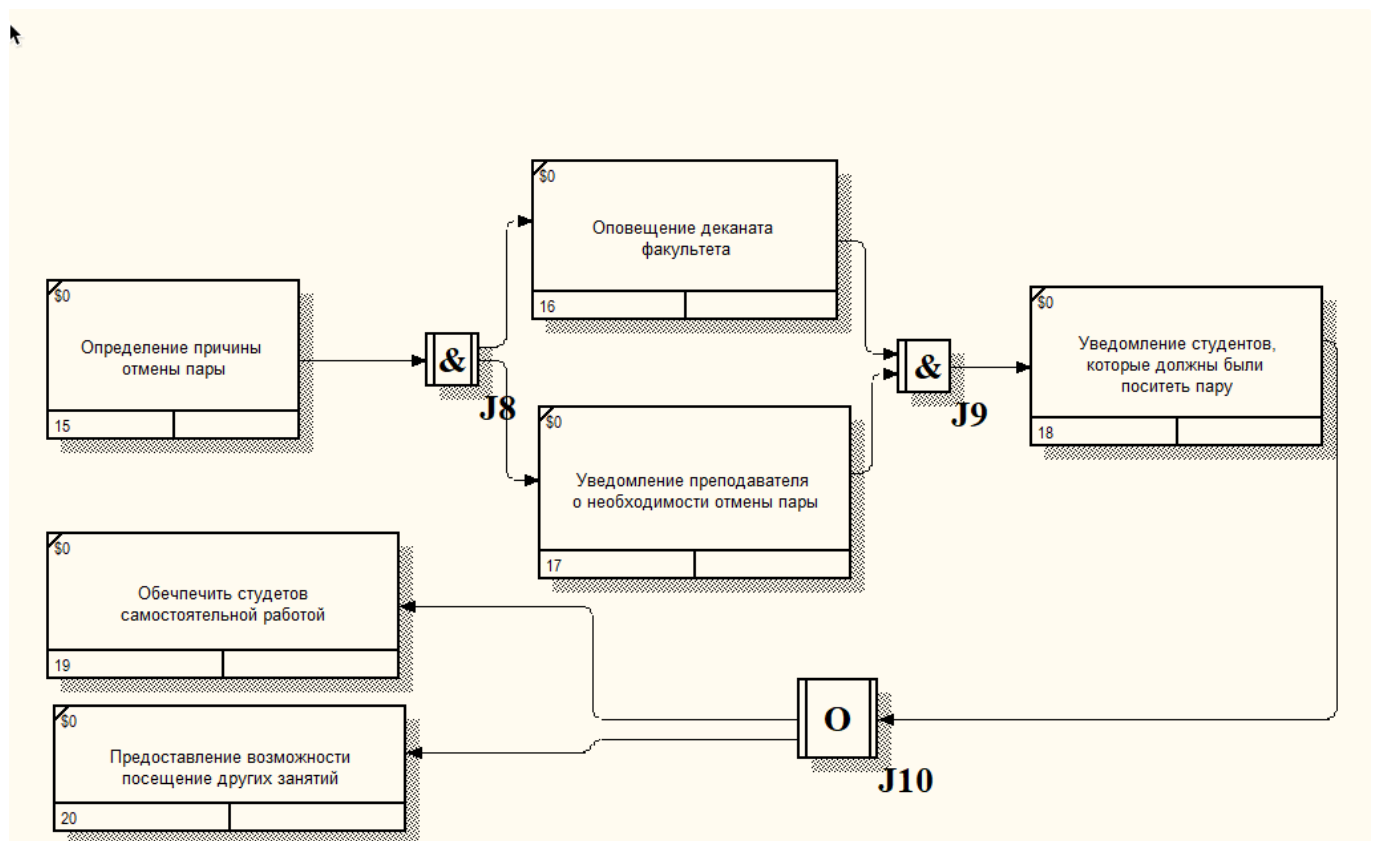 $0
Определение причины
отмены пары
15
&
J8
$0
Оповещение деканата
факультета
16
$0
Уведомление преподавателя
о необходимости отмены пары
17
&
J9
$0
Уведомление студентов,
которые должны были
поситеть пару
18
O
J10
$0
Обечпечить студетов
самостоятельной работой
19
$0
Предоставление возможности
посещение других занятий
20